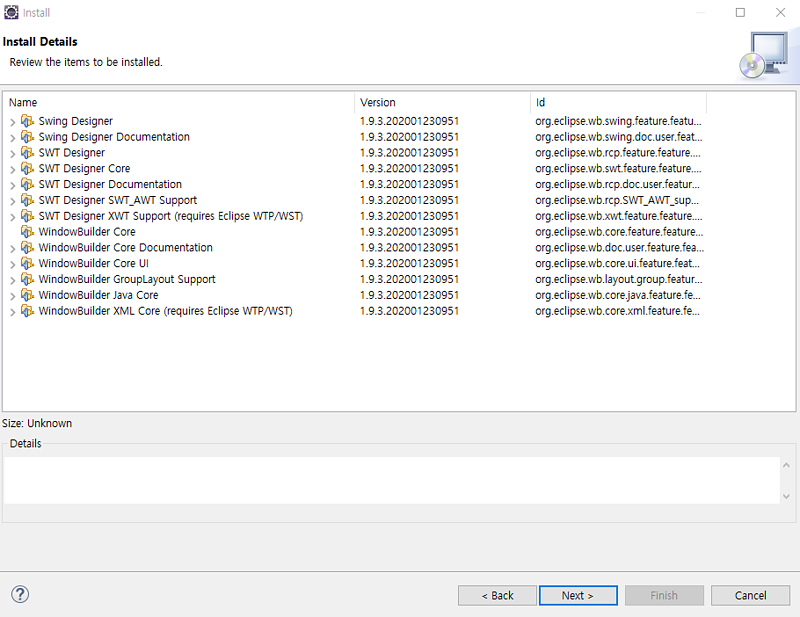 Install
Install Details
Review the items to be installed.
Name Version Id
Swing Designer 1.9.3.202001230951 org.eclipse.wb.swing.feature.featu...
Swing Designer Documentation 1.9.3.202001230951 org.eclipse.wb.swing.doc.user.feat...
SWT Designer 1.9.3.202001230951 org.eclipse.wb.rcp.feature.feature....
SWT Designer Core 1.9.3.202001230951 org.eclipse.wb.swt.feature.feature....
SWT Designer Documentation 1.9.3.202001230951 org.eclipse.wb.rcp.doc.user.featur...
SWT Designer SWT_AWT Support 1.9.3.202001230951 org.eclipse.wb.rcp.SWT_AWT_sup...
SWT Designer XWT Support (requires Eclipse WTP/WST) 1.9.3.202001230951 org.eclipse.wb.xwt.feature.feature....
WindowBuilder Core 1.9.3.202001230951 org.eclipse.wb.core.feature.feature...
WindowBuilder Core Documentation 1.9.3.202001230951 org.eclipse.wb.doc.user.feature.fea...
WindowBuilder Core UI 1.9.3.202001230951 org.eclipse.wb.core.ui.feature.feat...
WindowBuilder GroupLayout Support 1.9.3.202001230951 org.eclipse.wb.layout.group.featur...
WindowBuilder Java Core 1.9.3.202001230951 org.eclipse.wb.core.java.feature.fe...
WindowBuilder XML Core (requires Eclipse WTP/WST) 1.9.3.202001230951 org.eclipse.wb.core.xml.feature.fe...
Size: Unknown
Details
< Back Next > Finish Cancel